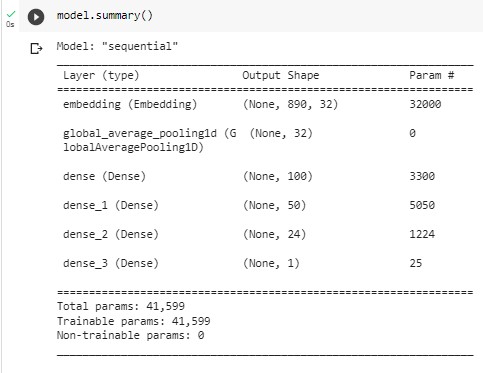 model.summary()
0s
Model: "sequential"
Layer (type) Output Shape Param #
=================================================================
embedding (Embedding) (None, 890, 32) 32000
global_average_pooling1d (G (None, 32) 0
lobalAveragePooling1D)
dense (Dense) (None, 100) 3300
dense_1 (Dense) (None, 50) 5050
dense_2 (Dense) (None, 24) 1224
dense_3 (Dense) (None, 1) 25
=================================================================
Total params: 41,599
Trainable params: 41,599
Non-trainable params: 0